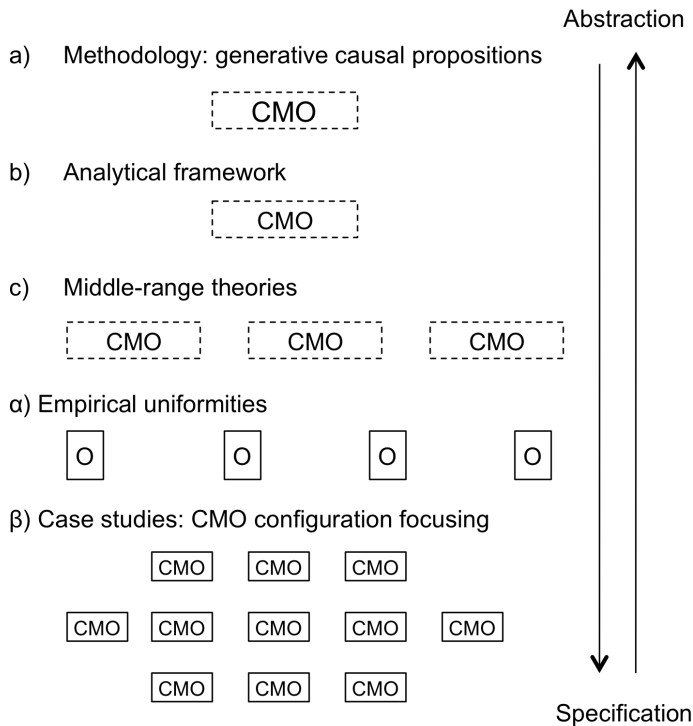 Abstraction
a) Methodology: generative causal propositions
CMO
b) Analytical framework
CMO
c) Middle-range theories
CMO CMO CMO
α) Empirical uniformities
O O O O
β) Case studies: CMO configuration focusing
CMO CMO CMO
CMO CMO CMO CMO CMO
CMO CMO CMO
Specification